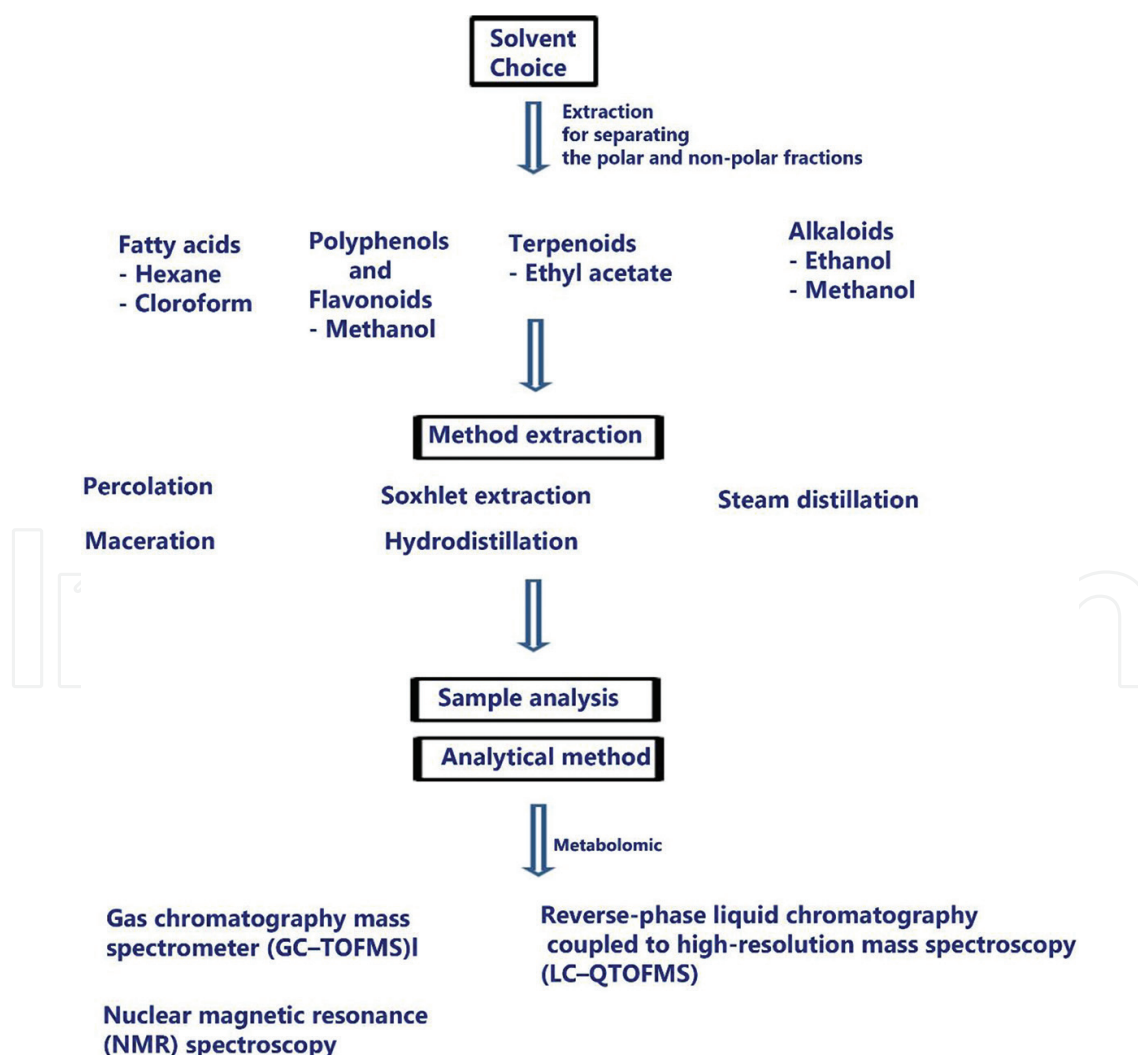 Solvent
Choice
Extraction
for separating
the polar and non-polar fractions
Fatty acids
- Hexane
- Cloroform
Polyphenols
and
Flavonoids
- Methanol
Terpenoids
- Ethyl acetate
Alkaloids
- Ethanol
- Methanol
Method extraction
Percolation
Soxhlet extraction
Steam distillation
Maceration
Hydrodistillation
Sample analysis
Analytical method
Metabolomic
Gas chromatography mass
spectrometer (GC–TOFMS)l
Reverse-phase liquid chromatography
coupled to high-resolution mass spectroscopy
(LC–QTOFMS)
Nuclear magnetic resonance
(NMR) spectroscopy